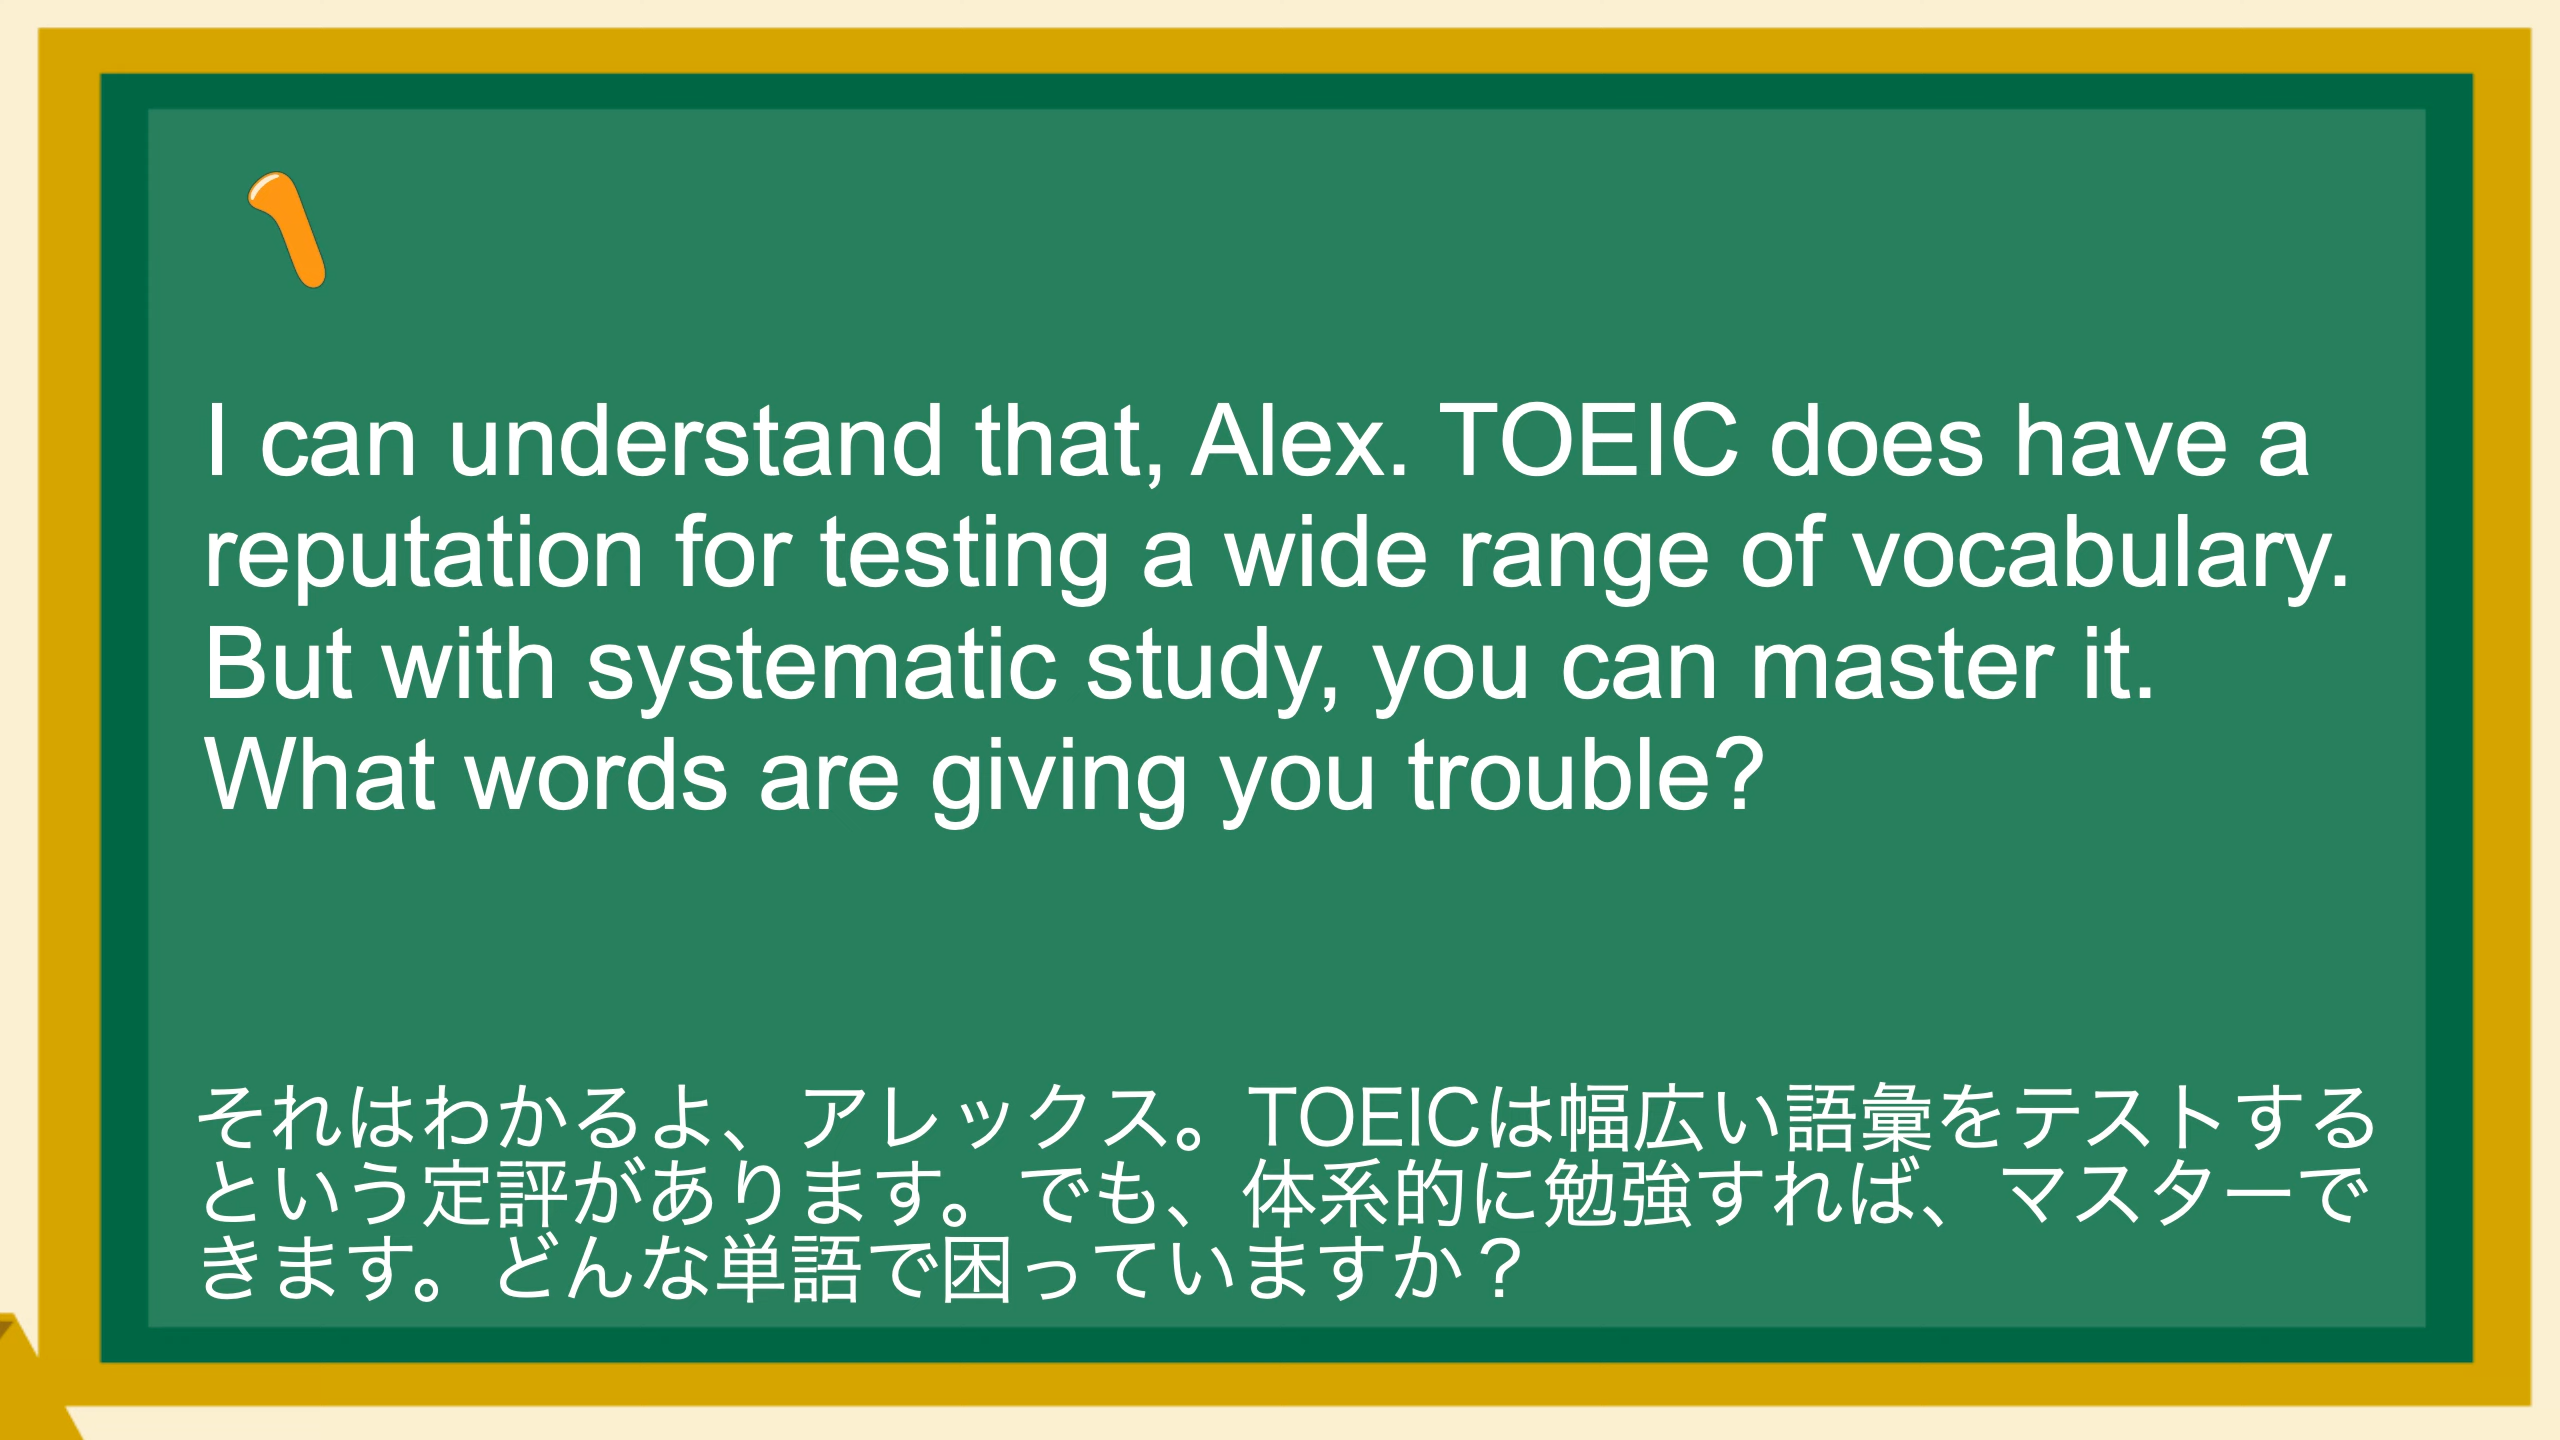 I can understand that, Alex. TOEIC does have a
reputation for testing a wide range of vocabulary.
But with systematic study, you can master it.
What words are giving you trouble?
それはわかるよ、アレックス。TOEICは幅広い語彙をテストする
という定評があります。でも、体系的に勉強すれば、マスターで
きます。どんな単語で困っていますか？